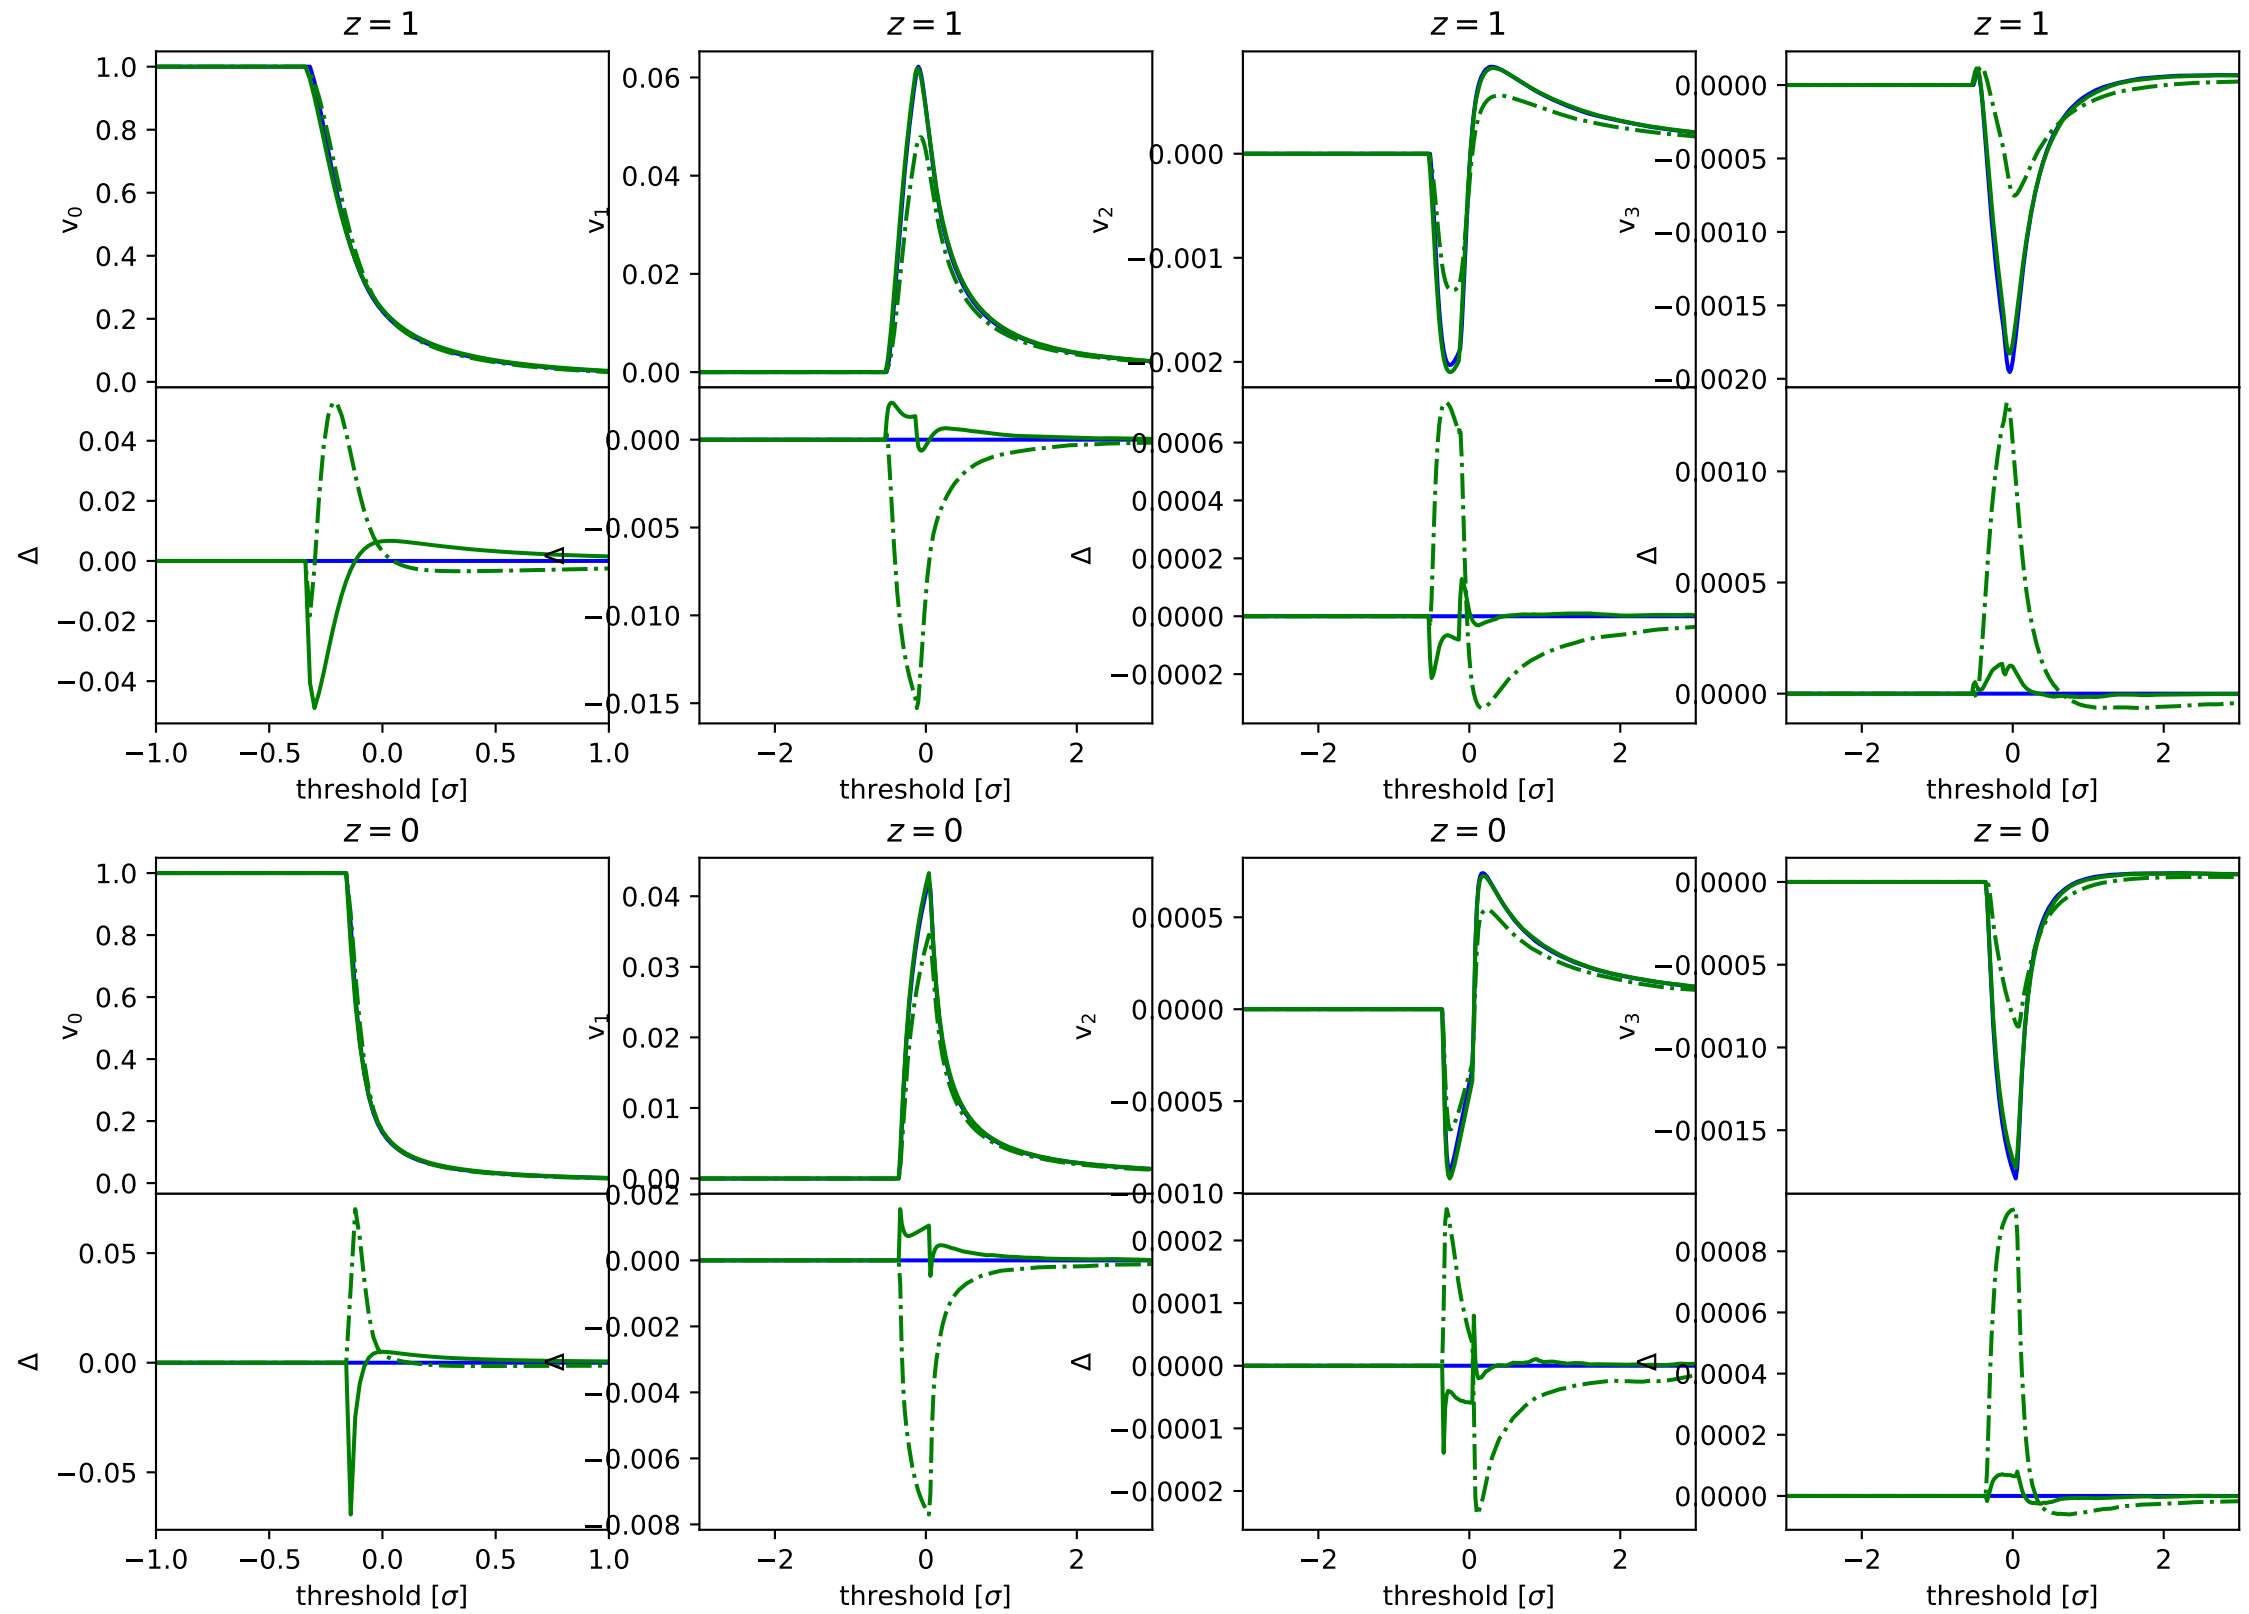 z = 1
z = 1
z = 1
z = 1
v0
1.0
0.8
0.6
0.4
0.2
0.0
v1
0.06
0.04
0.02
0.00
v2
0.000
−0.001
−0.002
v3
0.0000
−0.0005
−0.0010
−0.0015
−0.0020
Δ
0.04
0.02
0.00
−0.02
−0.04
Δ
0.000
−0.005
−0.010
−0.015
Δ
0.0006
0.0004
0.0002
0.0000
−0.0002
Δ
0.0010
0.0005
0.0000
−1.0 −0.5 0.0 0.5 1.0
−2 0 2
−2 0 2
−2 0 2
threshold [σ]
threshold [σ]
threshold [σ]
threshold [σ]
z = 0
z = 0
z = 0
z = 0
v0
1.0
0.8
0.6
0.4
0.2
0.0
v1
0.04
0.03
0.02
0.01
0.00
v2
0.0005
0.0000
−0.0005
−0.0010
v3
0.0000
−0.0005
−0.0010
−0.0015
Δ
0.05
0.00
−0.05
Δ
0.002
0.000
−0.002
−0.004
−0.006
−0.008
Δ
0.0002
0.0001
0.0000
−0.0001
−0.0002
Δ
0.0008
0.0006
0.0004
0.0002
0.0000
−1.0 −0.5 0.0 0.5 1.0
−2 0 2
−2 0 2
−2 0 2
threshold [σ]
threshold [σ]
threshold [σ]
threshold [σ]